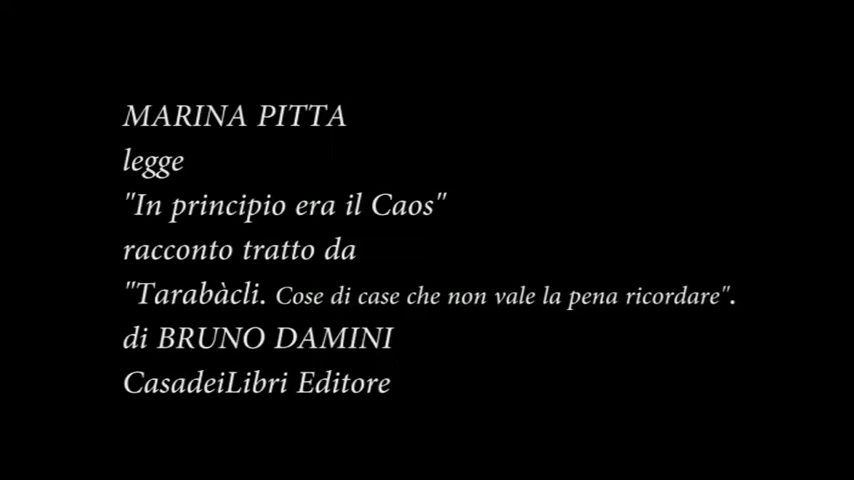 MARINA PITTA
legge
"In principio era il Caos"
racconto tratto da
"Tarabàcli. Cose di case che non vale la pena ricordare".
di BRUNO DAMINI
CasadeiLibri Editore